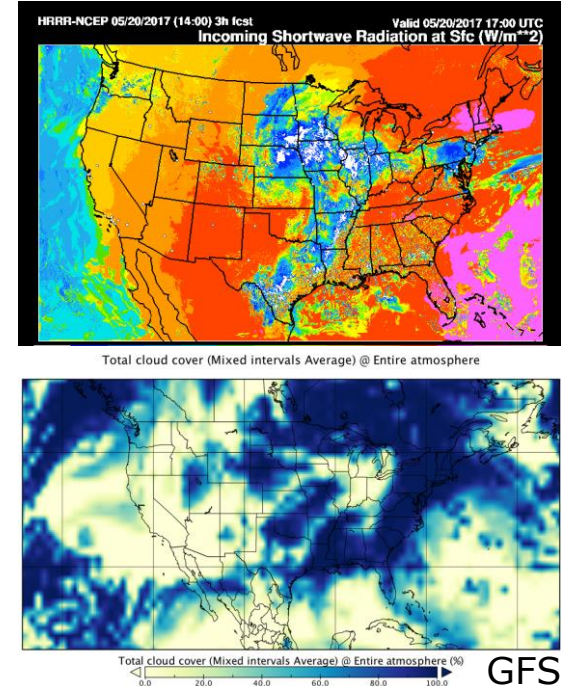 HRRR-NCEP 05/20/2017 (14:00) 3h fcst Valid 05/20/2017 17:00 UTC
Incoming Shortwave Radiation at Sfc (W/m**2)
Total cloud cover (Mixed intervals Average) @ Entire atmosphere
Total cloud cover (Mixed intervals Average) @ Entire atmosphere (%)
0.0 20.0 40.0 60.0 80.0 100.0
GFS